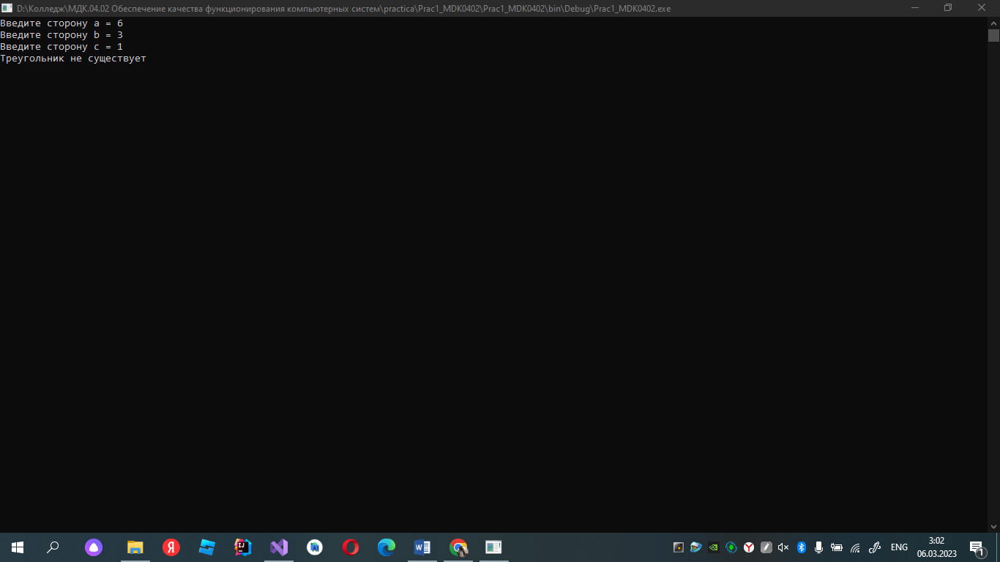 D:\Колледж\МДК.04.02 Обеспечение качества функционирования компьютерных систем\practica\Prac1_MDK0402\Prac1_MDK0402\bin\Debug\Prac1_MDK0402.exe
Введите сторону a = 6
Введите сторону b = 3
Введите сторону c = 1
Треугольник не существует
ENG
3:02
06.03.2023
1